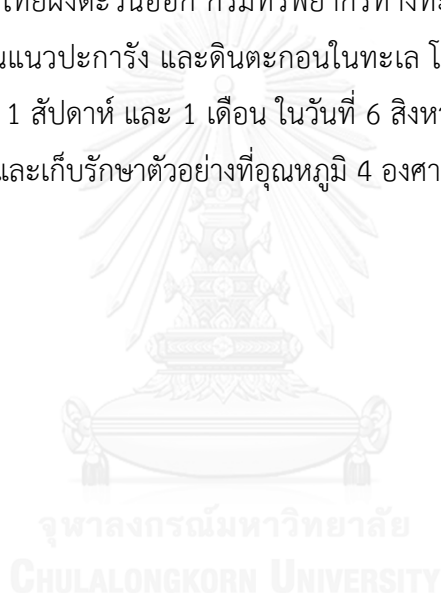 ไทยฝั่งตะวันออก กรมทรัพยากรทางทะ
นแนวปะการัง และดินตะกอนในทะเล โ
1 สัปดาห์ และ 1 เดือน ในวันที่ 6 สิงห
และเก็บรักษาตัวอย่างที่อุณหภูมิ 4 องศา
จุฬาลงกรณ์มหาวิทยาลัย
CHULALONGKORN UNIVERSITY